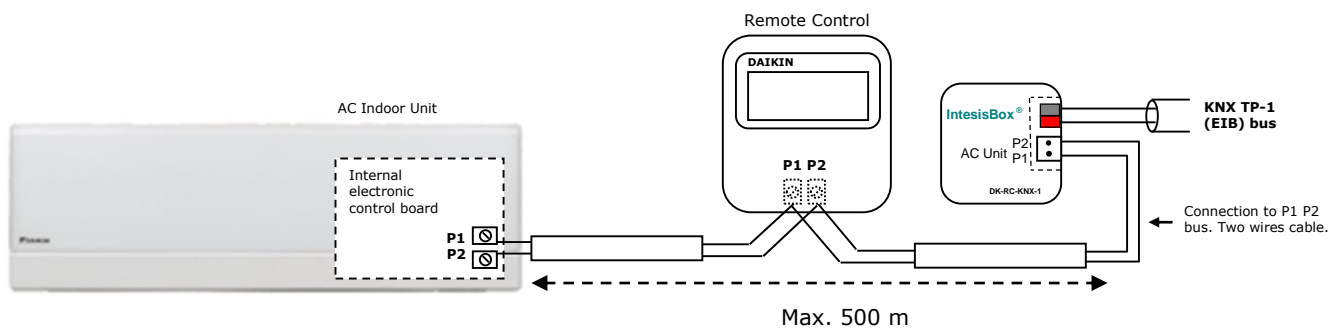 Remote Control
DAIKIN
AC Indoor Unit
IntesisBox®
KNX TP-1
(EIB) bus
P2
AC Unit
P1
P1 P2
DK-RC-KNX-1
Internal
electronic
control board
Connection to P1 P2
bus. Two wires cable.
P1
P2
DAIKIN
Max. 500 m